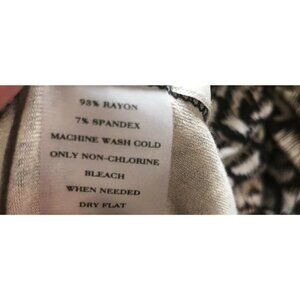 93% RAYON
7% SPANDEX
MACHINE WASH COLD
ONLY NON-CHLORINE
BLEACH
WHEN NEEDED
DRY FLAT